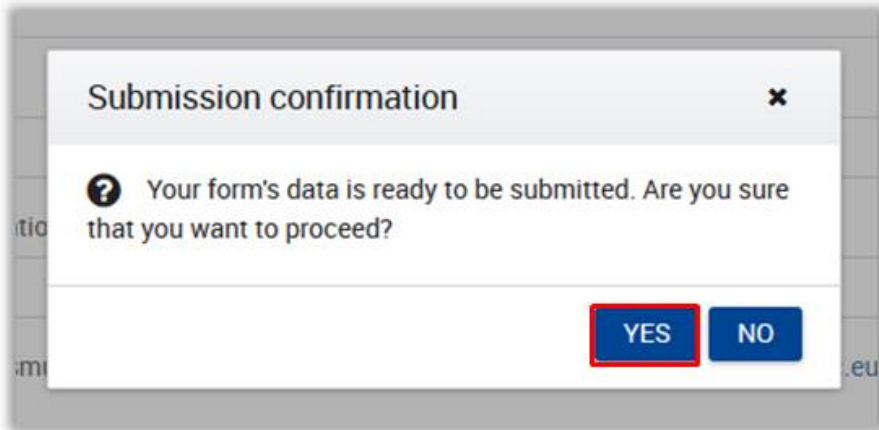 Submission confirmation ✖
Your form's data is ready to be submitted. Are you sure
that you want to proceed?
YES NO
.eu